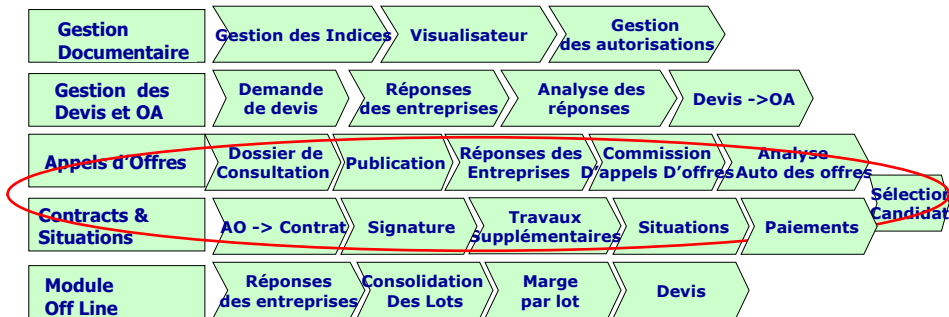 Gestion
Documentaire
Gestion des Indices
Visualisateur
Gestion
des autorisations
Gestion des
Devis et OA
Demande
de devis
Réponses
des entreprises
Analyse des
réponses
Devis ->OA
Appels d'Offres
Dossier de
Consultation
Publication
Réponses des
Entreprises
Commission
D'appels D'offres
Analyse
Auto des offres
Sélection
Candidat
Contracts &
Situations
AO -> Contrat
Signature
Travaux
Supplémentaires
Situations
Paiements
Module
Off Line
Réponses
des entreprises
Consolidation
Des Lots
Marge
par lot
Devis